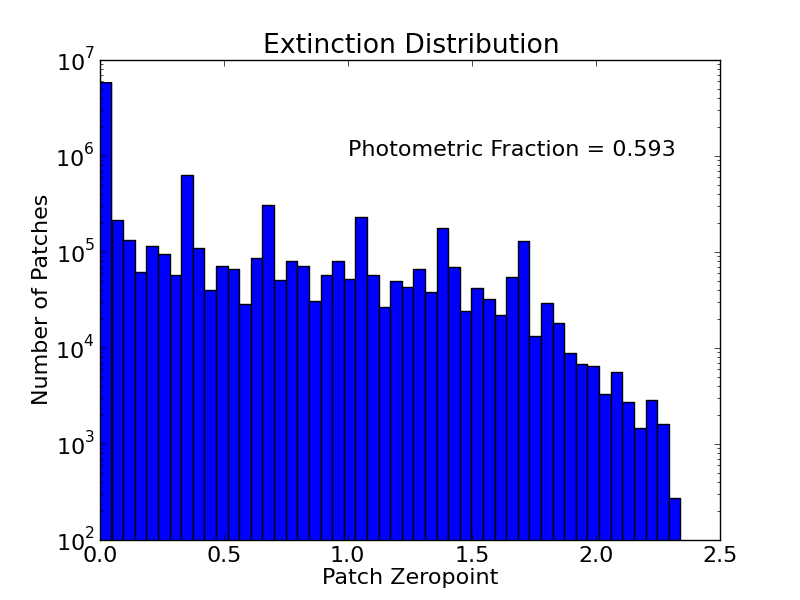 Extinction Distribution
10^7
10^6
10^5
10^4
10^3
10^2
Number of Patches
Photometric Fraction = 0.593
0.0 0.5 1.0 1.5 2.0 2.5
Patch Zeropoint